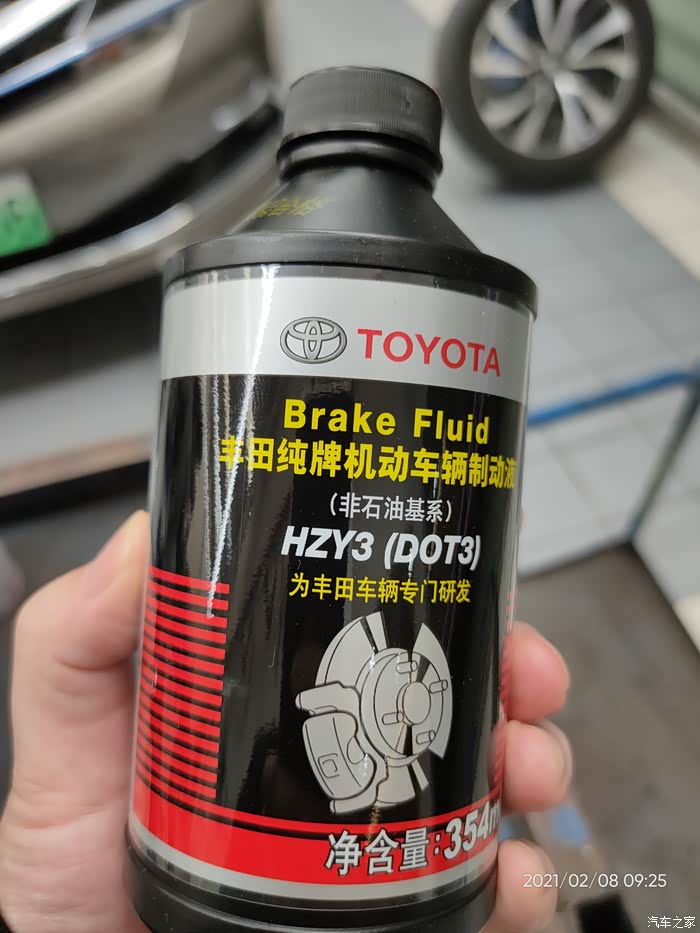 TOYOTA
Brake Fluid
丰田纯牌机动车辆制动液
（非石油基系）
HZY3 (DOT3)
为丰田车辆专门研发
净含量:354m
2021/02/08 09:25
汽车之家